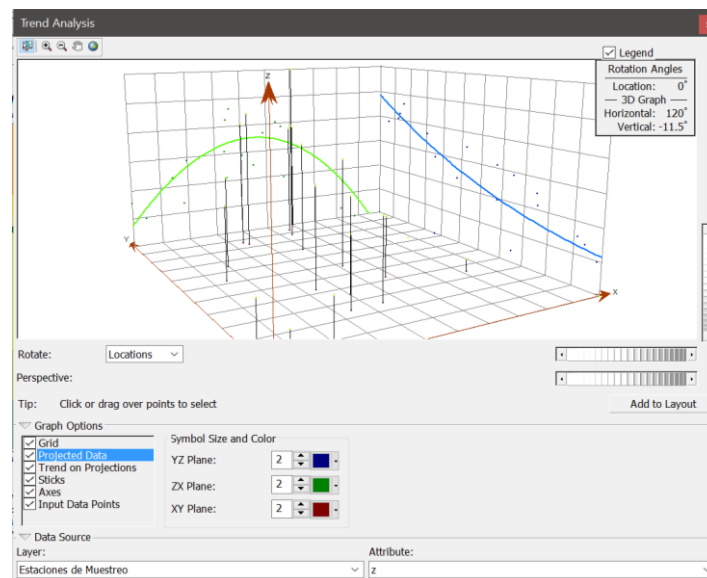 Trend Analysis
Legend
Rotation Angles
Location: 0°
3D Graph
Horizontal: 120°
Vertical: -11.5°
Z
Y
X
Rotate: Locations
Perspective:
Tip: Click or drag over points to select
Add to Layout
Graph Options
Grid
Projected Data
Trend on Projections
Sticks
Axes
Input Data Points
Symbol Size and Color
YZ Plane: 2
ZX Plane: 2
XY Plane: 2
Data Source
Layer: Attribute:
Estaciones de Muestreo z